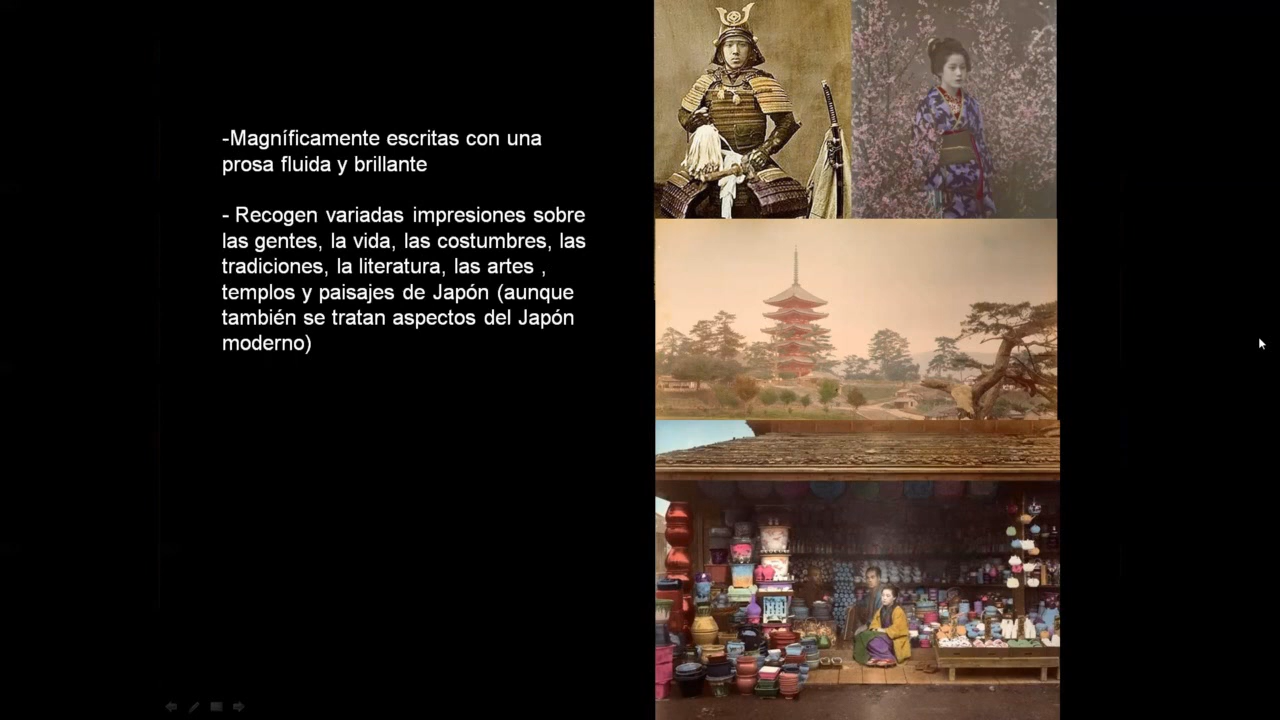 -Magníficamente escritas con una
prosa fluida y brillante
- Recogen variadas impresiones sobre
las gentes, la vida, las costumbres, las
tradiciones, la literatura, las artes ,
templos y paisajes de Japón (aunque
también se tratan aspectos del Japón
moderno)